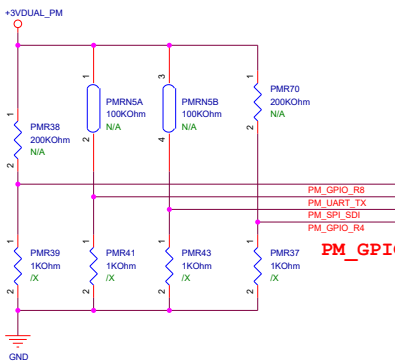 +3VDUAL_PM
1
2
PMR38
200KOhm
N/A
1
2
PMRN5A
100KOhm
N/A
3
4
PMRN5B
100KOhm
N/A
1
2
PMR70
200KOhm
N/A
PM_GPIO_R8
PM_UART_TX
PM_SPI_SDI
PM_GPIO_R4
PM_GPI
1
2
PMR39
1KOhm
/X
1
2
PMR41
1KOhm
/X
1
2
PMR43
1KOhm
/X
1
2
PMR37
1KOhm
/X
GND